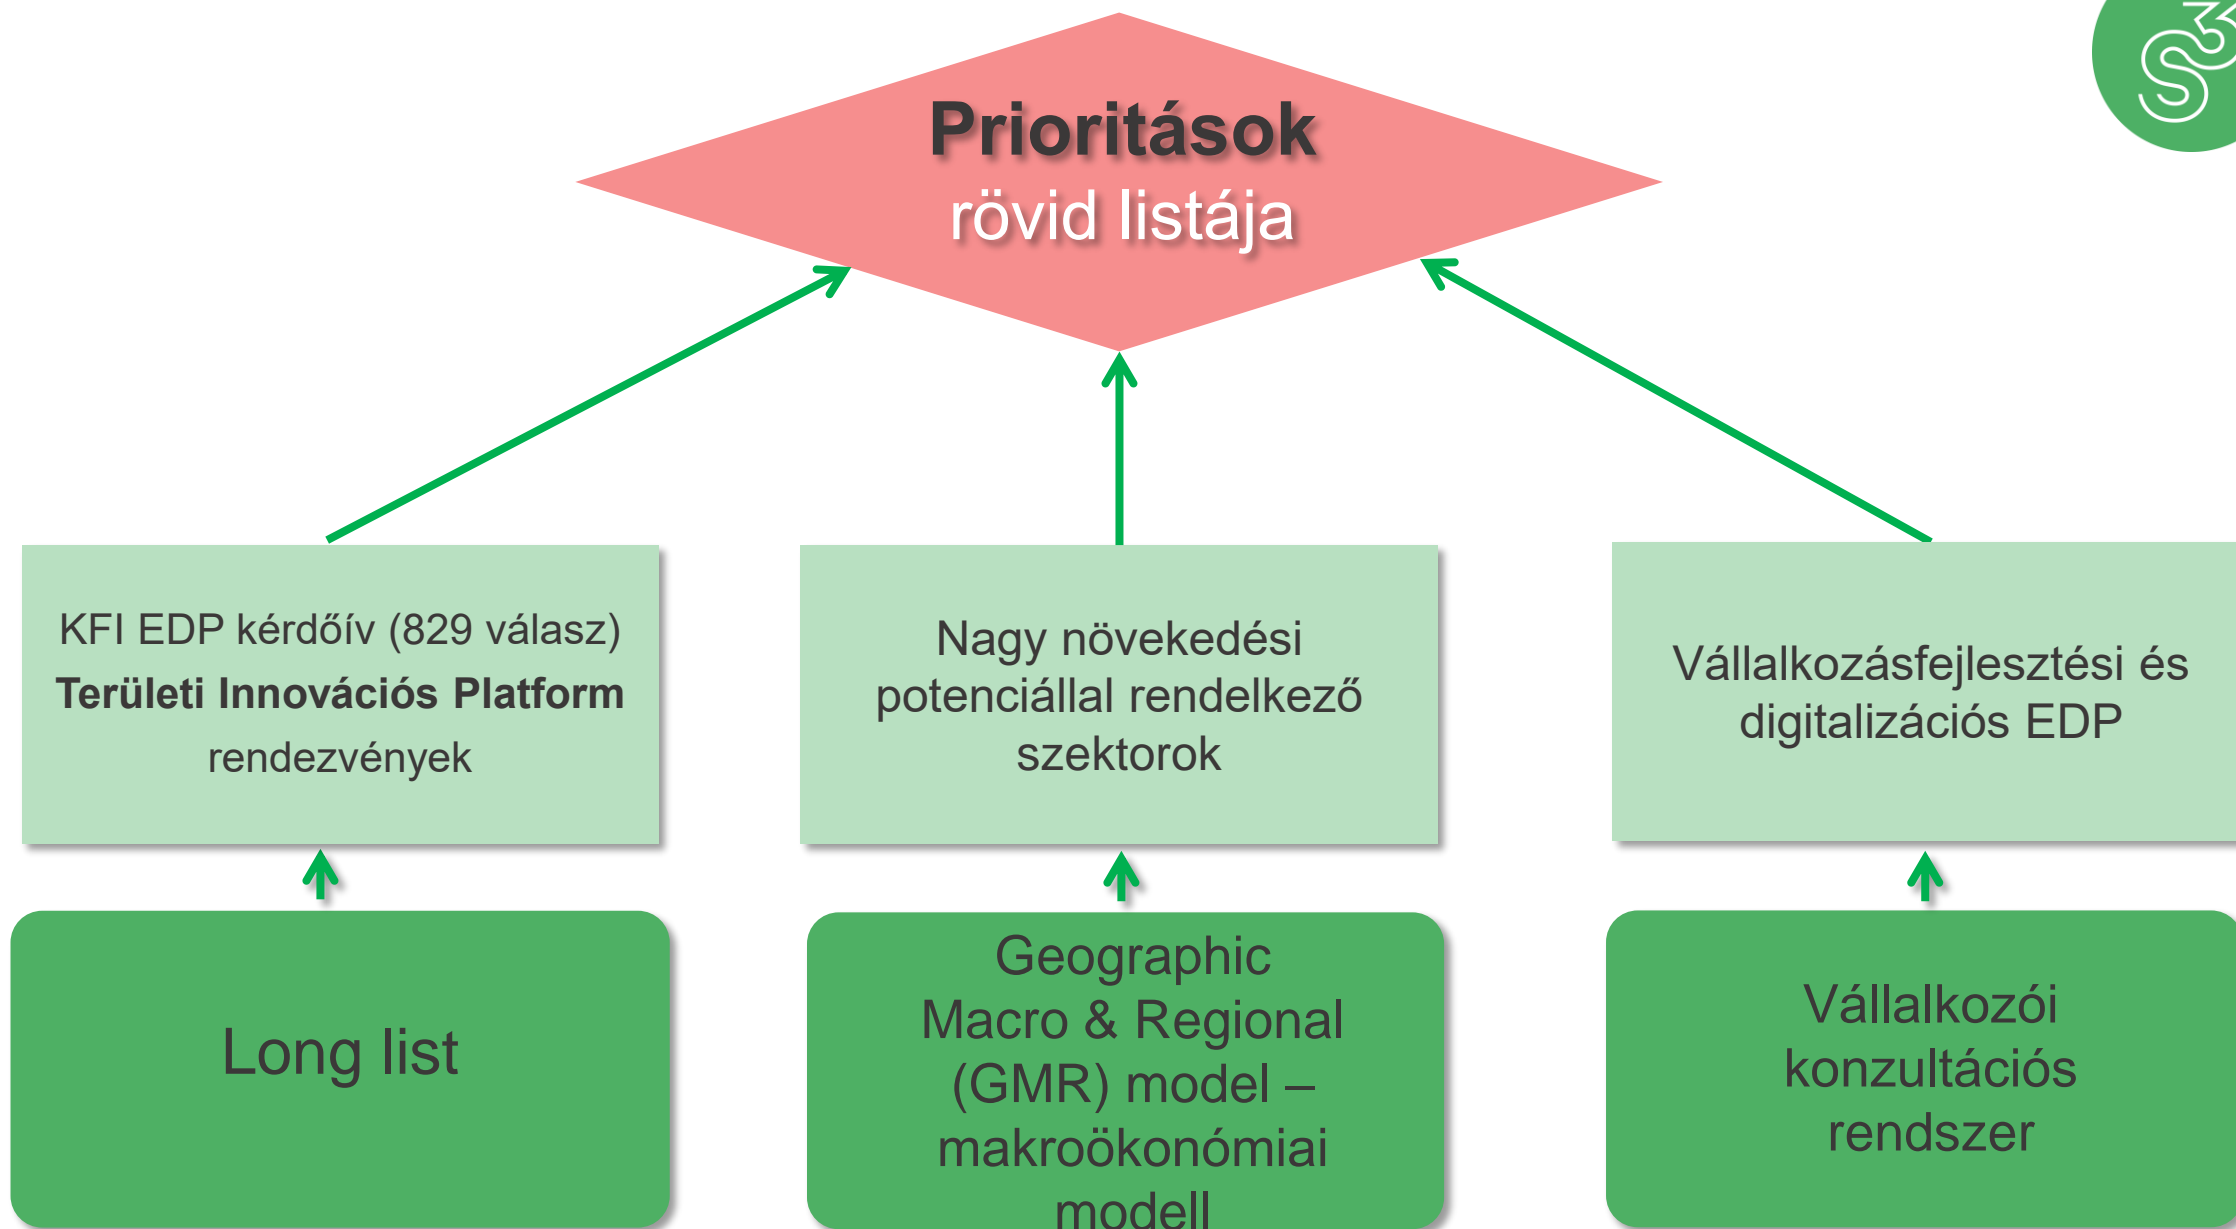 S3
Prioritások
rövid listája
KFI EDP kérdőív (829 válasz)
Területi Innovációs Platform
rendezvények
Nagy növekedési
potenciállal rendelkező
szektorok
Vállalkozásfejlesztési és
digitalizációs EDP
Long list
Geographic
Macro & Regional
(GMR) model –
makroökonómiai
modell
Vállalkozói
konzultációs
rendszer